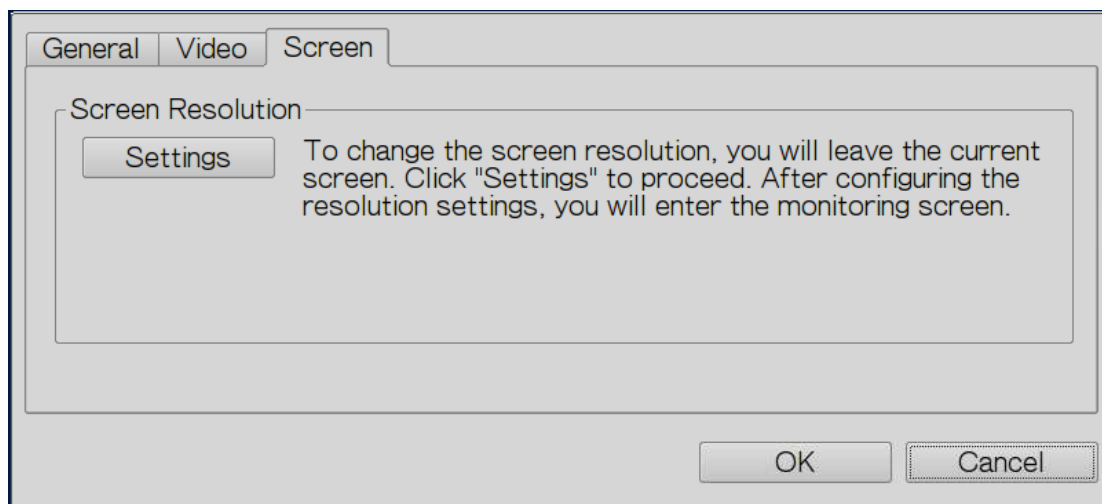 General Video Screen
Screen Resolution
Settings
To change the screen resolution, you will leave the current
screen. Click "Settings" to proceed. After configuring the
resolution settings, you will enter the monitoring screen.
OK Cancel